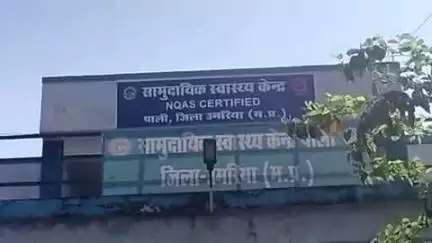 सामुदायिक स्वास्थ्य केन्द्र
NQAS CERTIFIED
पाली, जिला उमरिया (म.प्र.)
सामुदायिक स्वास्थ्य केन्द्र पाली
जिला-उमरिया (म.प्र.)